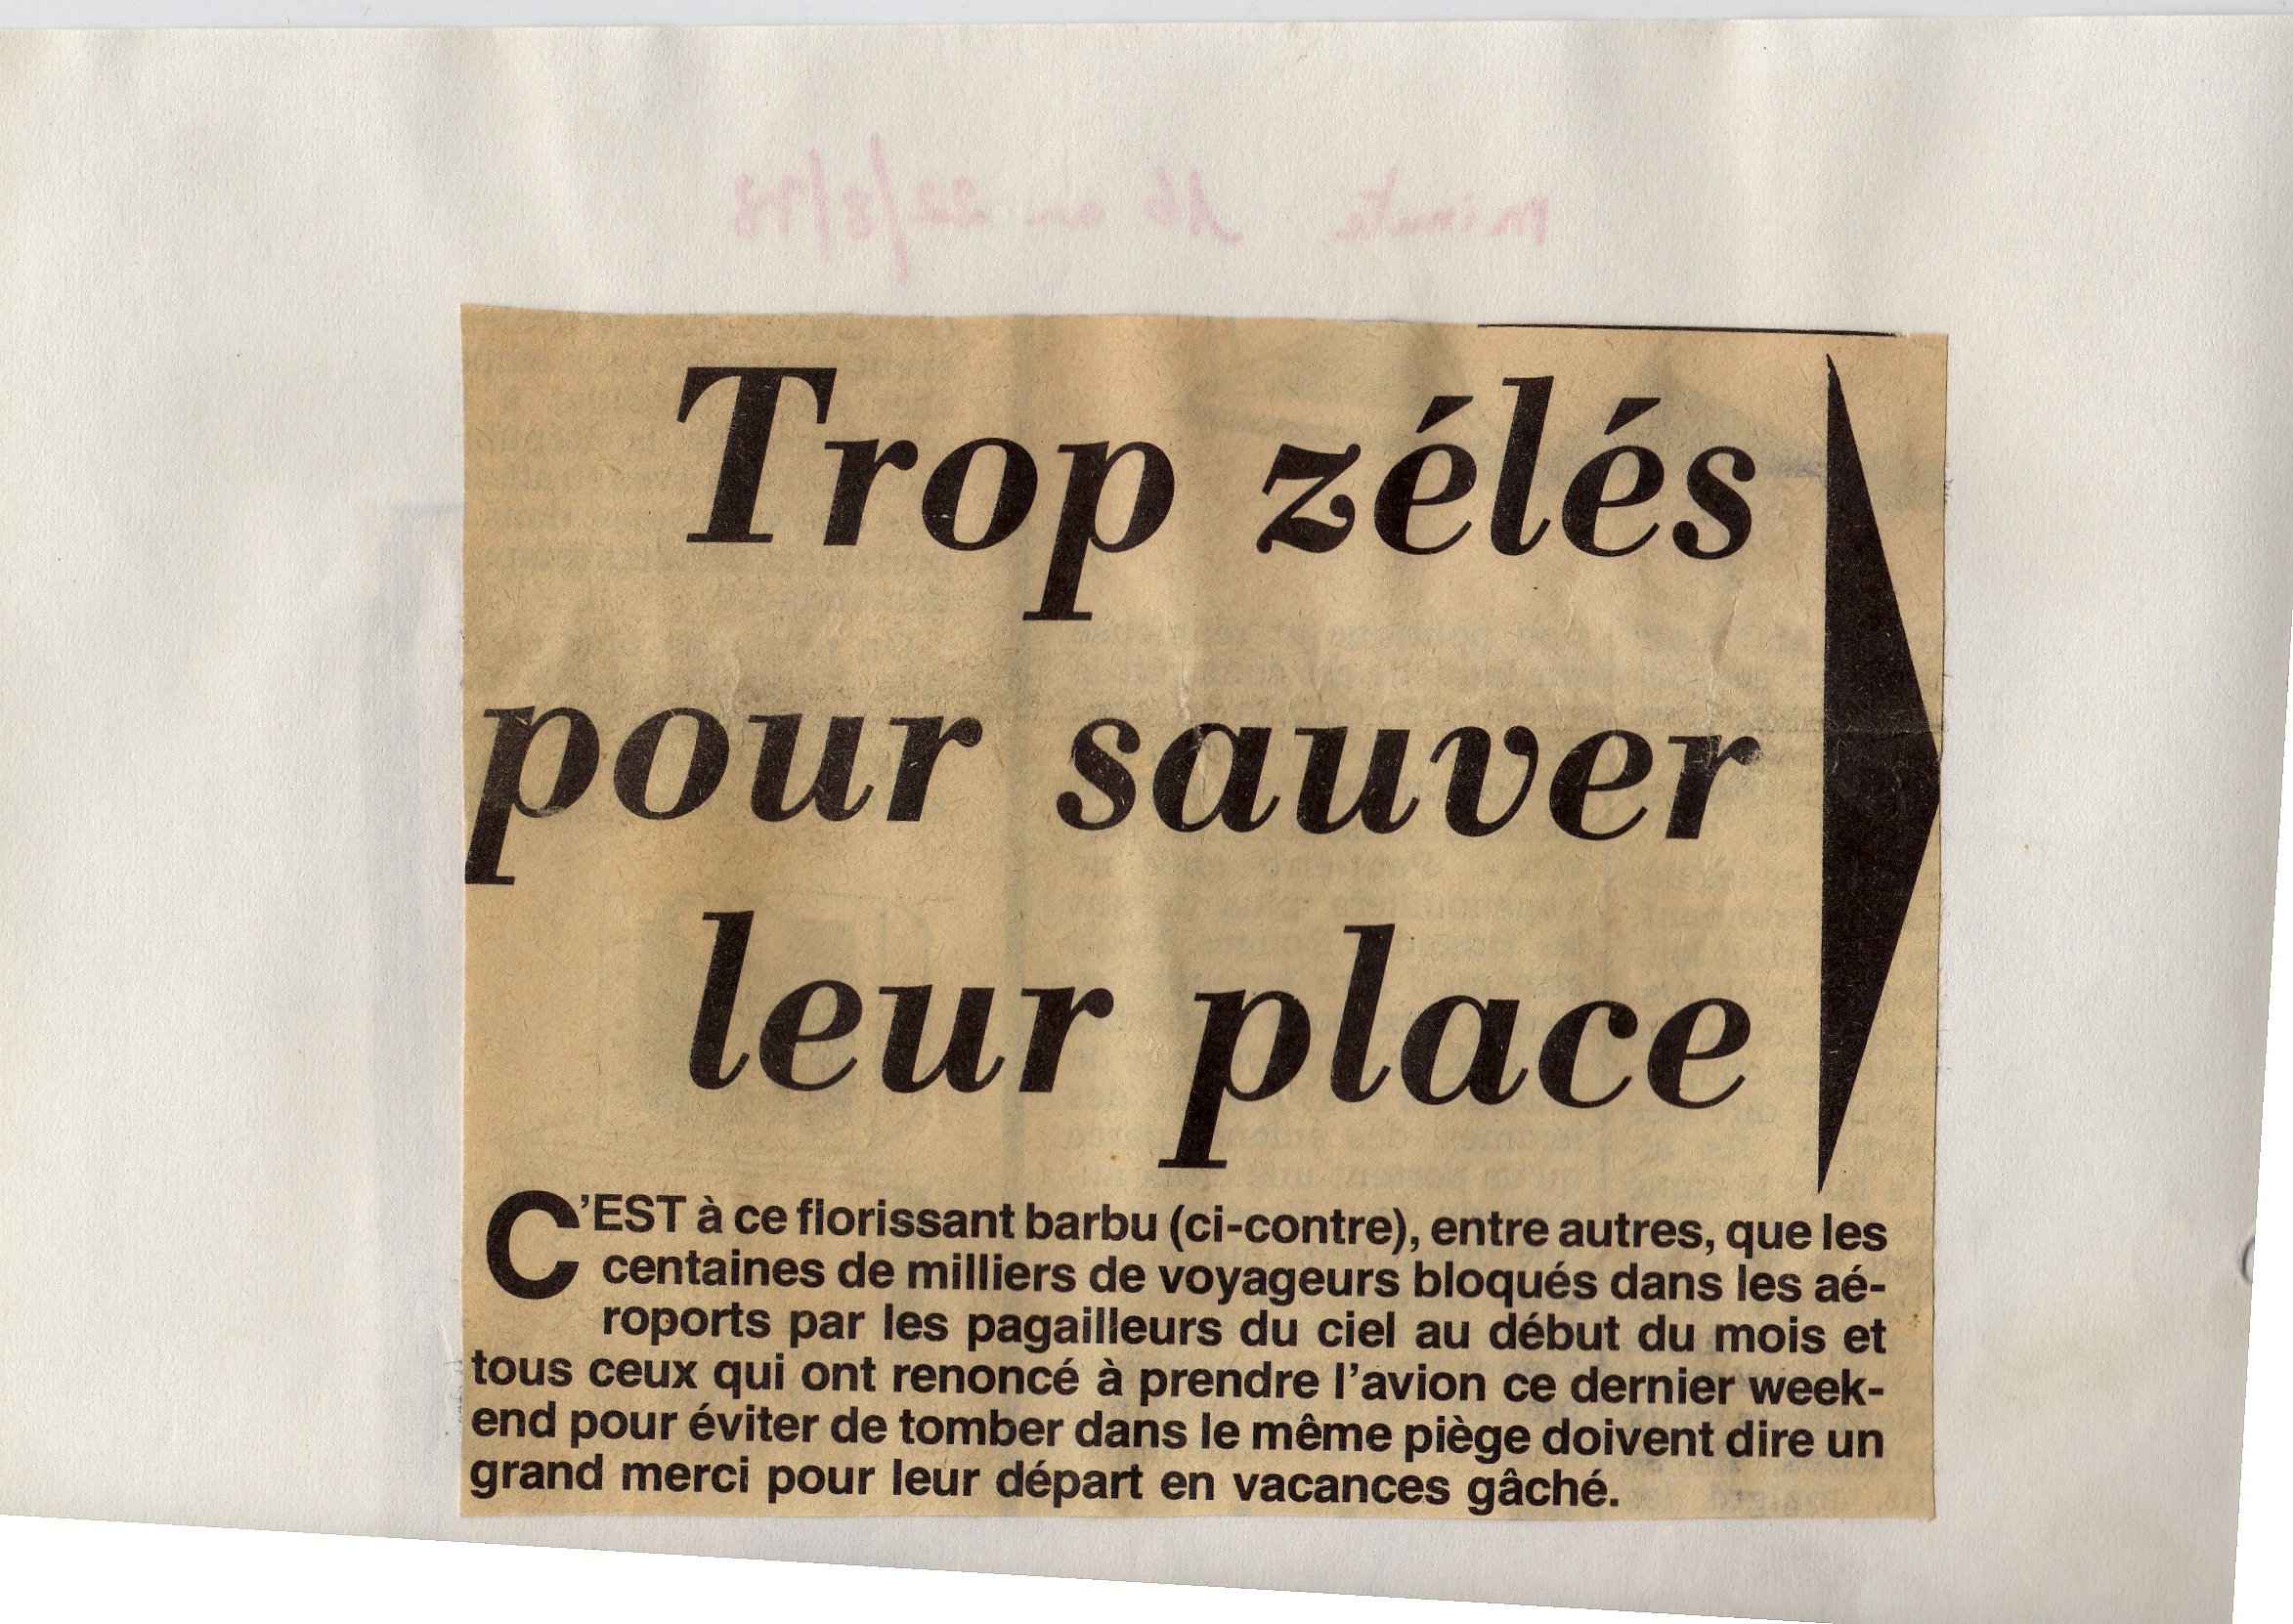 minute 16 au 22/8/78
Trop zélés
pour sauver
leur place
C'EST à ce florissant barbu (ci-contre), entre autres, que les
centaines de milliers de voyageurs bloqués dans les aé-
roports par les pagailleurs du ciel au début du mois et
tous ceux qui ont renoncé à prendre l'avion ce dernier week-
end pour éviter de tomber dans le même piège doivent dire un
grand merci pour leur départ en vacances gâché.